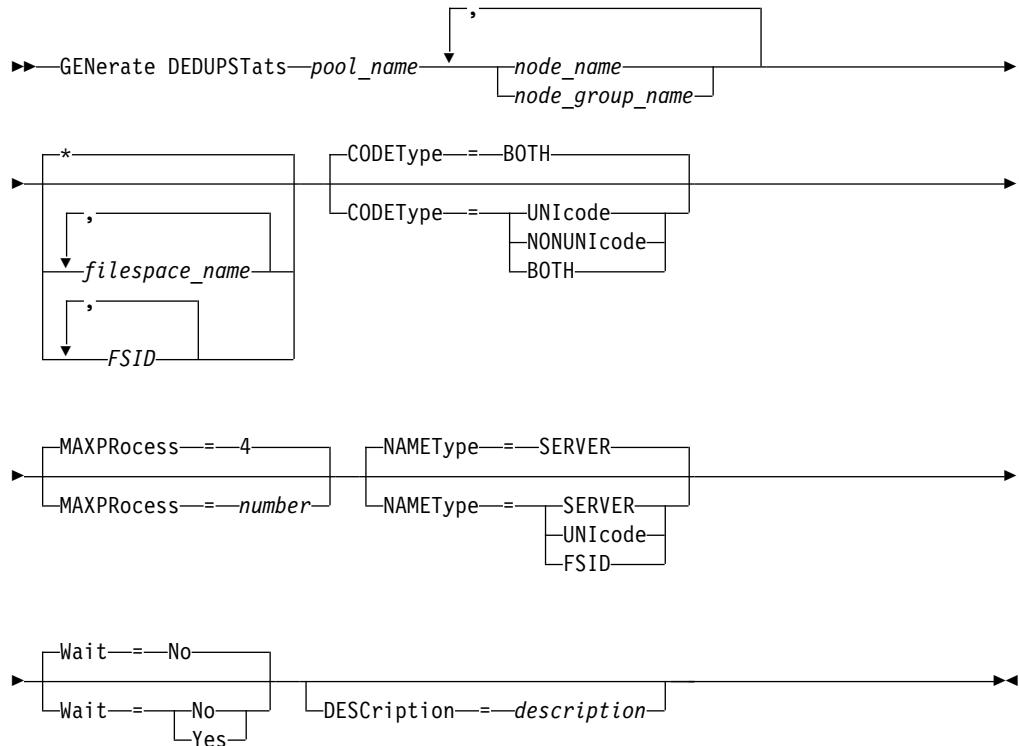 ,
GENerate DEDUPSTats pool_name node_name
node_group_name
* CODEType = BOTH
, CODEType = UNIcode
NONUNIcode
filespace_name BOTH
,
FSID
MAXPRocess = 4 NAMEType = SERVER
MAXPRocess = number NAMEType = SERVER
UNIcode
FSID
Wait = No
Wait = No DESCription = description
Yes